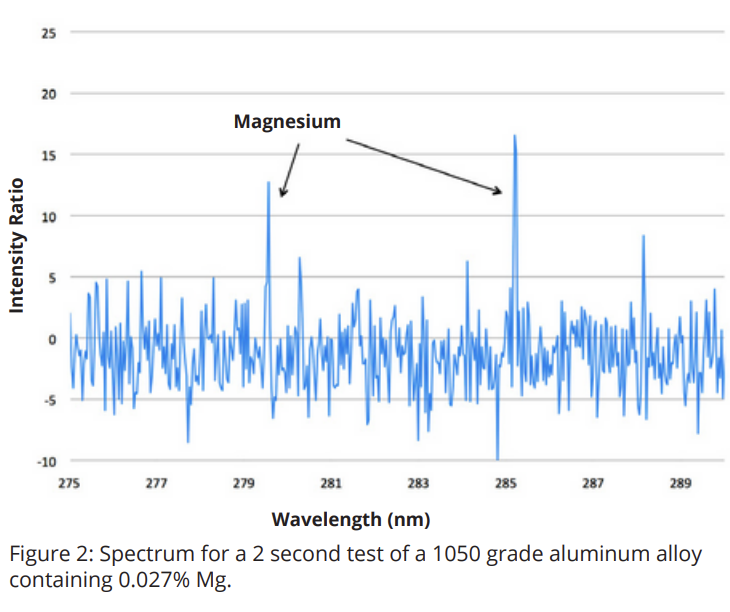 25
20
Magnesium
15
10
5
0
-5
-10
Intensity Ratio
275 277 279 281 283 285 287 289
Wavelength (nm)
Figure 2: Spectrum for a 2 second test of a 1050 grade aluminum alloy
containing 0.027% Mg.